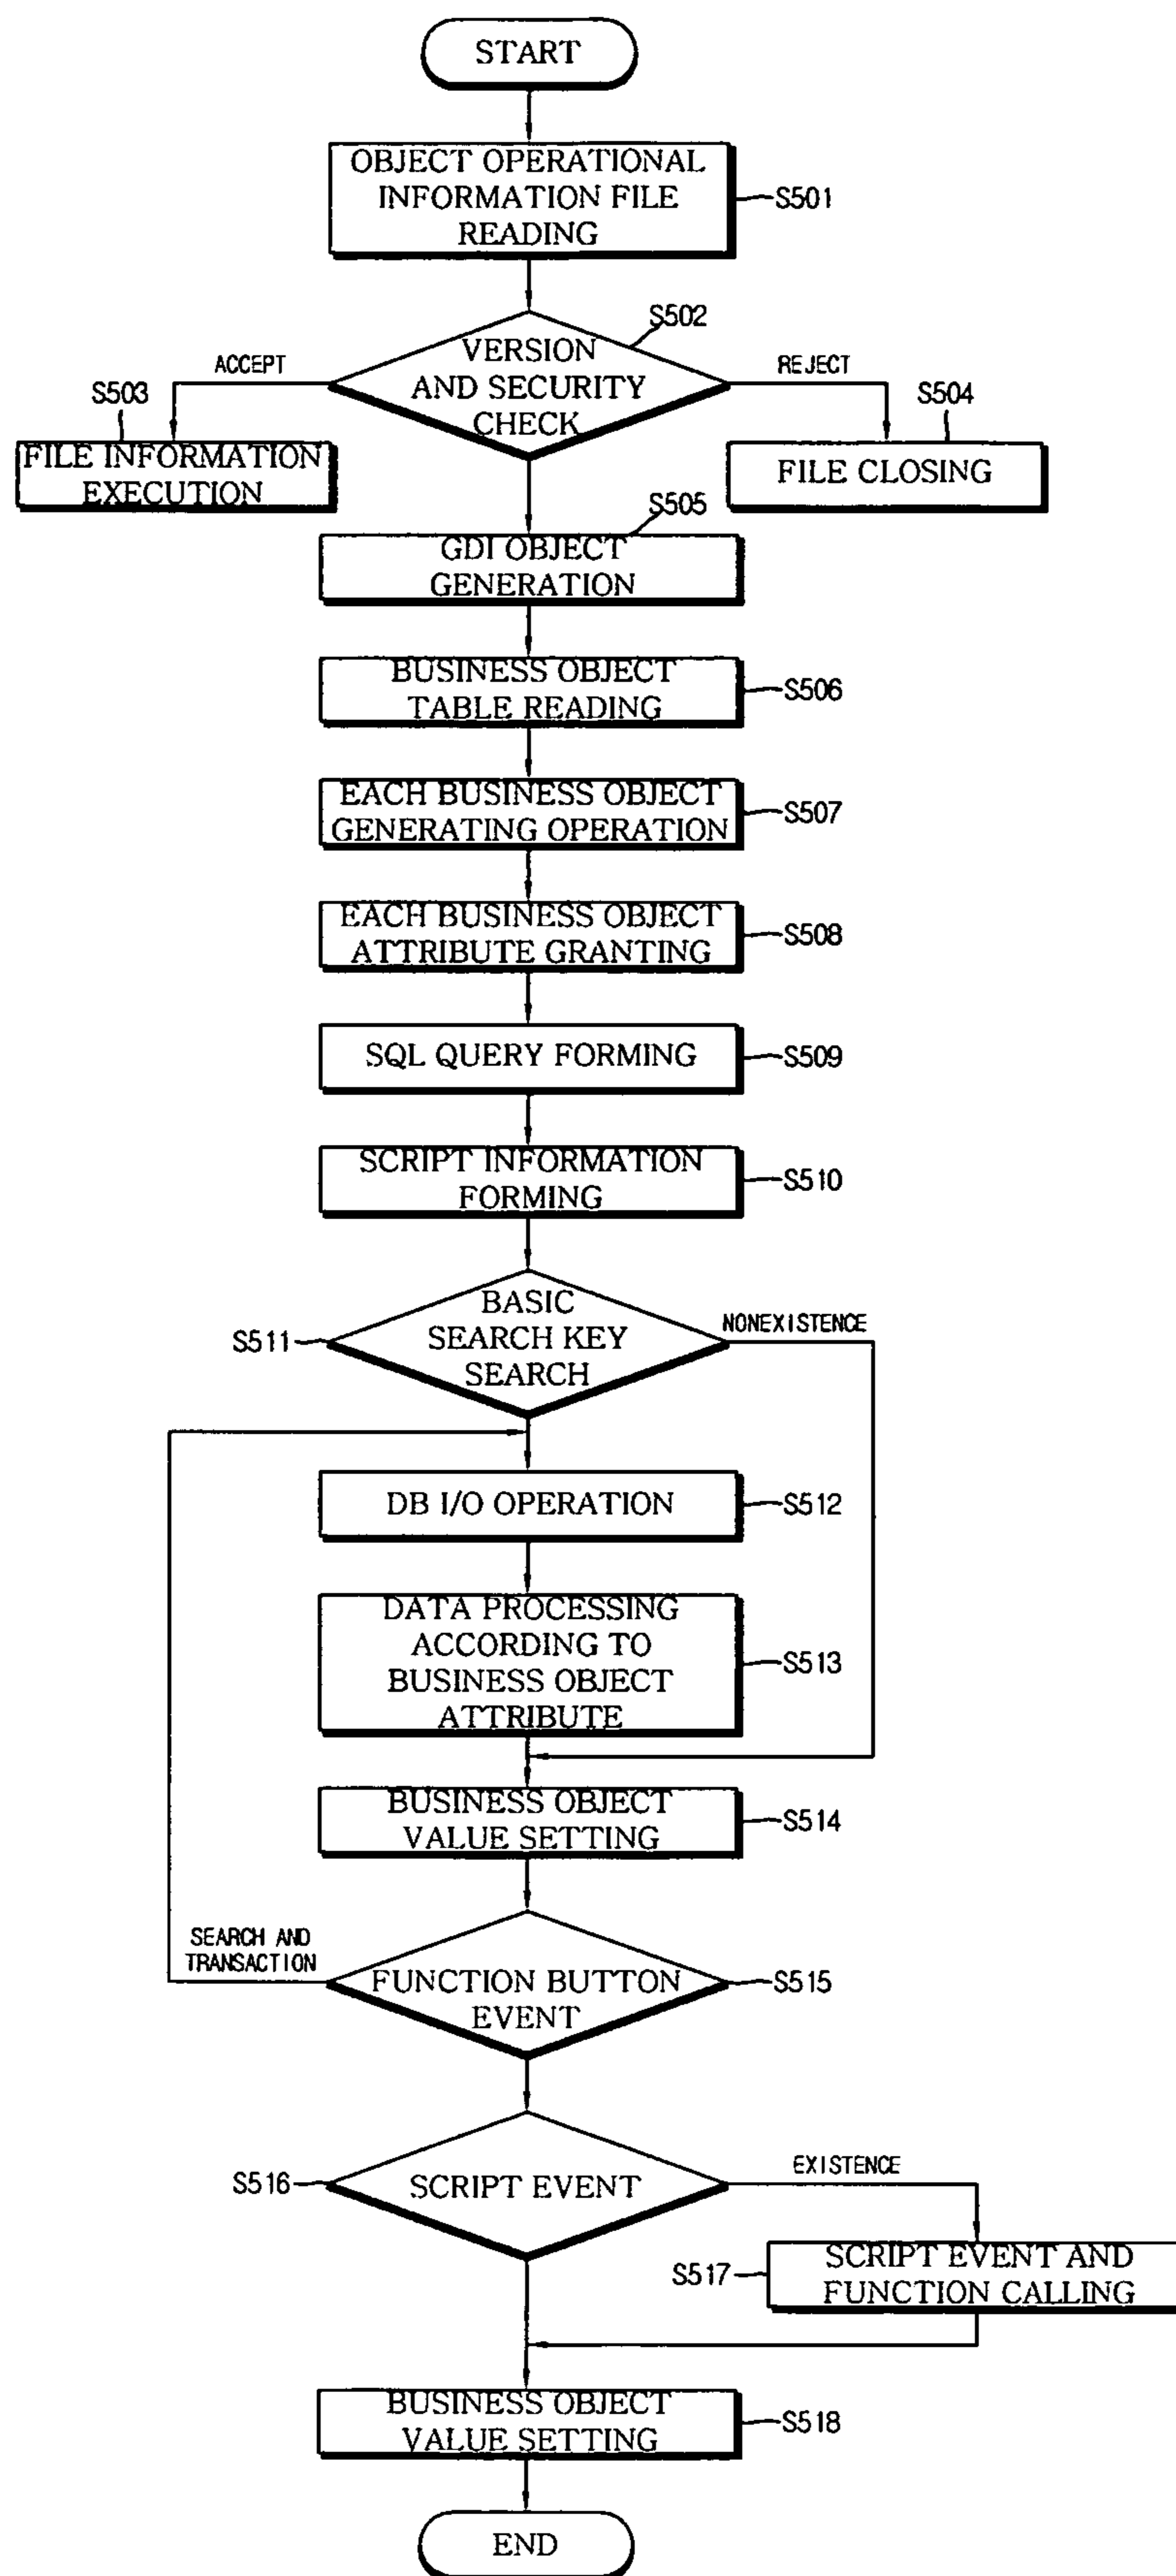 START
OBJECT OPERATIONAL
INFORMATION FILE
READING
S501
S502
VERSION
AND SECURITY
CHECK
ACCEPT
REJECT
S503
FILE INFORMATION
EXECUTION
S504
FILE CLOSING
S505
GDI OBJECT
GENERATION
BUSINESS OBJECT
TABLE READING
S506
EACH BUSINESS OBJECT
GENERATING OPERATION
S507
EACH BUSINESS OBJECT
ATTRIBUTE GRANTING
S508
SQL QUERY FORMING
S509
SCRIPT INFORMATION
FORMING
S510
S511
BASIC
SEARCH KEY
SEARCH
NONEXISTENCE
DB I/O OPERATION
S512
DATA PROCESSING
ACCORDING TO
BUSINESS OBJECT
ATTRIBUTE
S513
BUSINESS OBJECT
VALUE SETTING
S514
SEARCH AND
TRANSACTION
FUNCTION BUTTON
EVENT
S515
S516
SCRIPT EVENT
EXISTENCE
S517
SCRIPT EVENT AND
FUNCTION CALLING
BUSINESS OBJECT
VALUE SETTING
S518
END